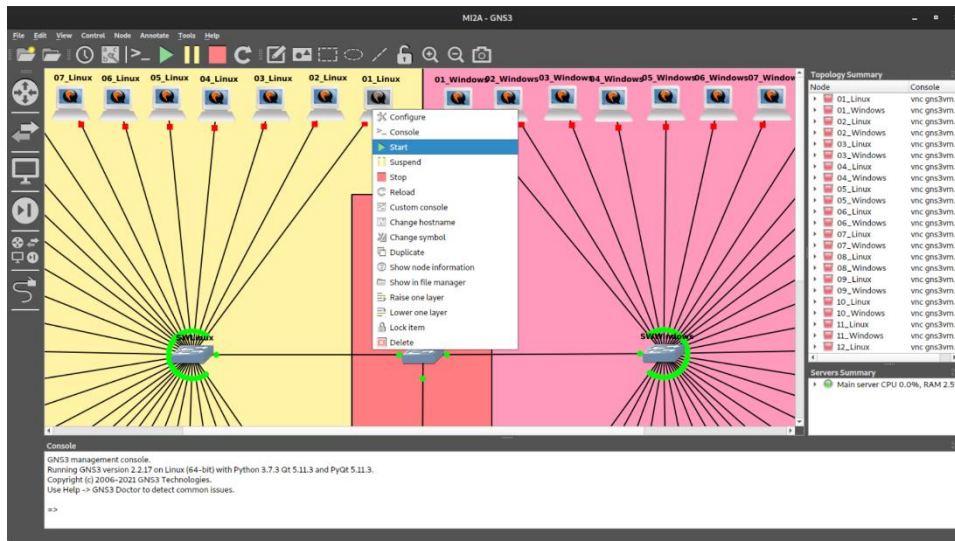 MI2A - GNS3
File Edit View Control Node Annotate Tools Help
07_Linux 06_Linux 05_Linux 04_Linux 03_Linux 02_Linux 01_Linux 01_Windows 02_Windows 03_Windows 04_Windows 05_Windows 06_Windows 07_Window
Configure
Console
Start
Suspend
Stop
Reload
Custom console
Change hostname
Change symbol
Duplicate
Show node information
Show in file manager
Raise one layer
Lower one layer
Lock item
Delete
SWLinux SWWindows
Topology Summary
Node Console
01_Linux vnc gns3vm.
01_Windows vnc gns3vm.
02_Linux vnc gns3vm.
02_Windows vnc gns3vm.
03_Linux vnc gns3vm.
03_Windows vnc gns3vm.
04_Linux vnc gns3vm.
04_Windows vnc gns3vm.
05_Linux vnc gns3vm.
05_Windows vnc gns3vm.
06_Linux vnc gns3vm.
06_Windows vnc gns3vm.
07_Linux vnc gns3vm.
07_Windows vnc gns3vm.
08_Linux vnc gns3vm.
08_Windows vnc gns3vm.
09_Linux vnc gns3vm.
09_Windows vnc gns3vm.
10_Linux vnc gns3vm.
10_Windows vnc gns3vm.
11_Linux vnc gns3vm.
11_Windows vnc gns3vm.
12_Linux vnc gns3vm.
Servers Summary
Main server CPU 0.0%, RAM 2.5
Console
GNS3 management console.
Running GNS3 version 2.2.17 on Linux (64-bit) with Python 3.7.3 Qt 5.11.3 and PyQt 5.11.3.
Copyright (c) 2006-2021 GNS3 Technologies.
Use Help -> GNS3 Doctor to detect common issues.
=>